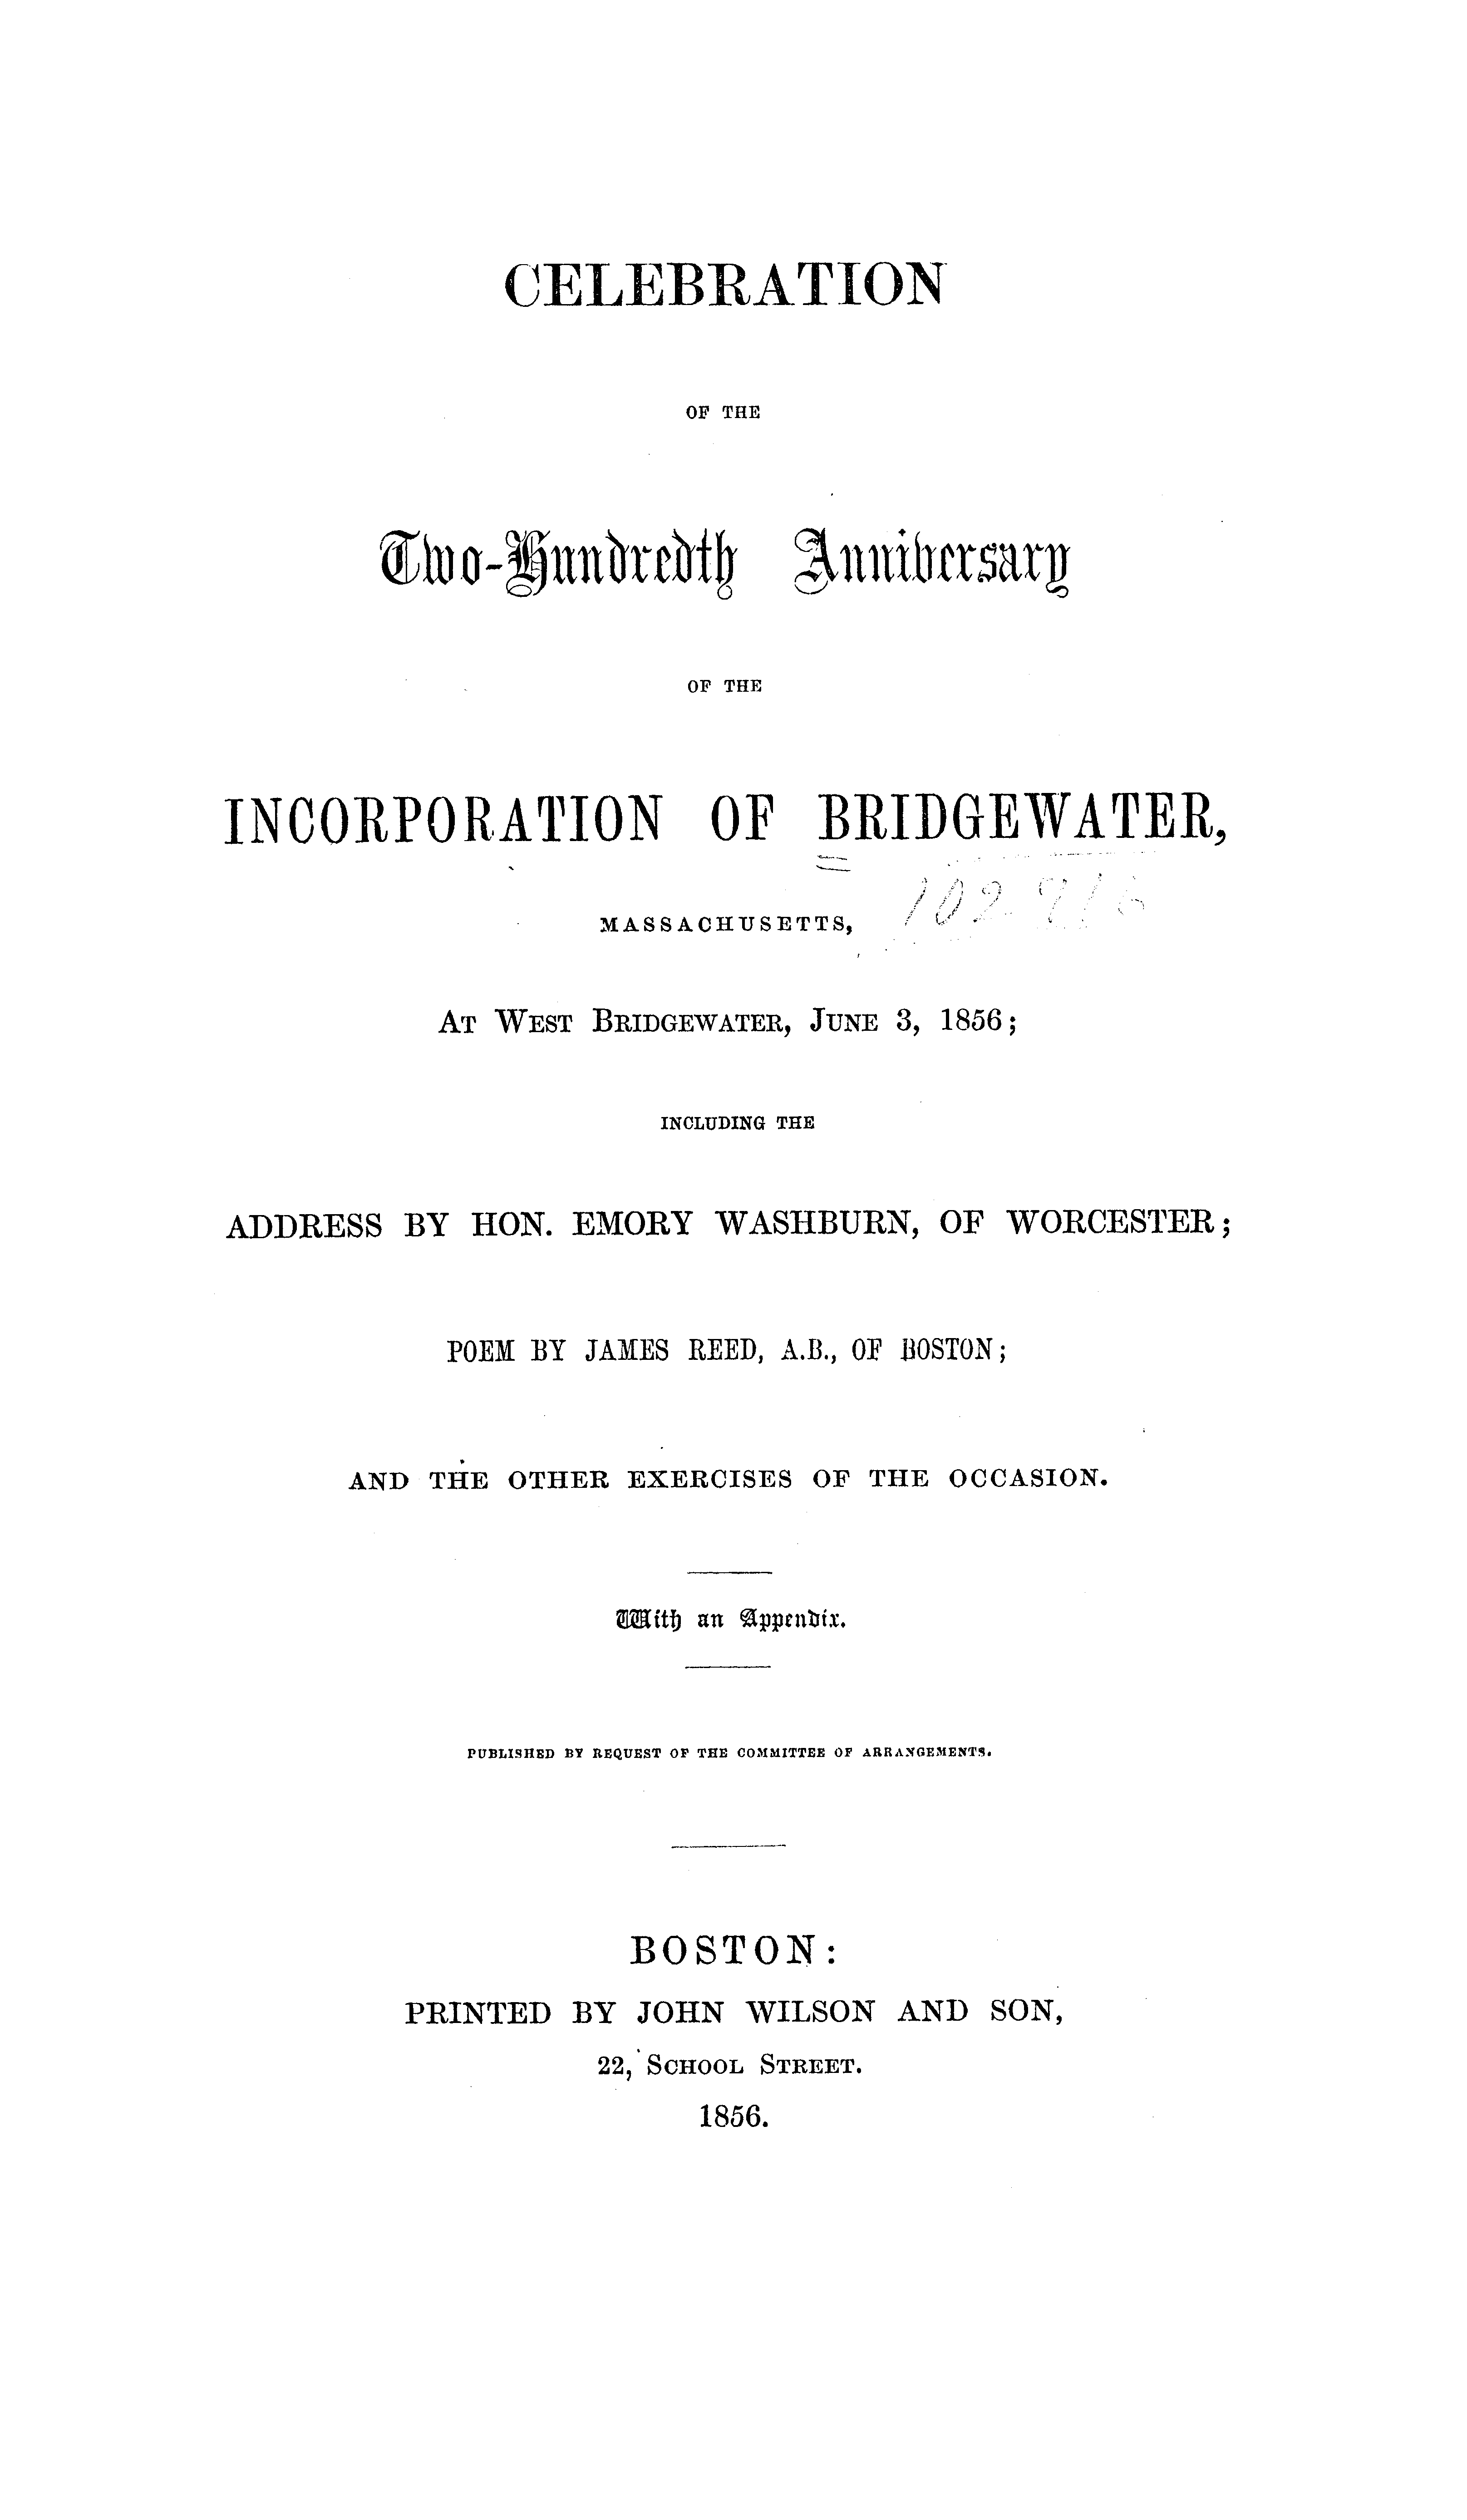 CELEBRATION
OF THE
Two-Hundredth Anniversary
OF THE
INCORPORATION OF BRIDGEWATER,
MASSACHUSETTS,
AT WEST BRIDGEWATER, JUNE 3, 1856;
INCLUDING THE
ADDRESS BY HON. EMORY WASHBURN, OF WORCESTER;
POEM BY JAMES REED, A.B., OF BOSTON;
AND THE OTHER EXERCISES OF THE OCCASION.
With an Appendix.
PUBLISHED BY REQUEST OF THE COMMITTEE OF ARRANGEMENTS.
BOSTON:
PRINTED BY JOHN WILSON AND SON,
22, SCHOOL STREET.
1856.